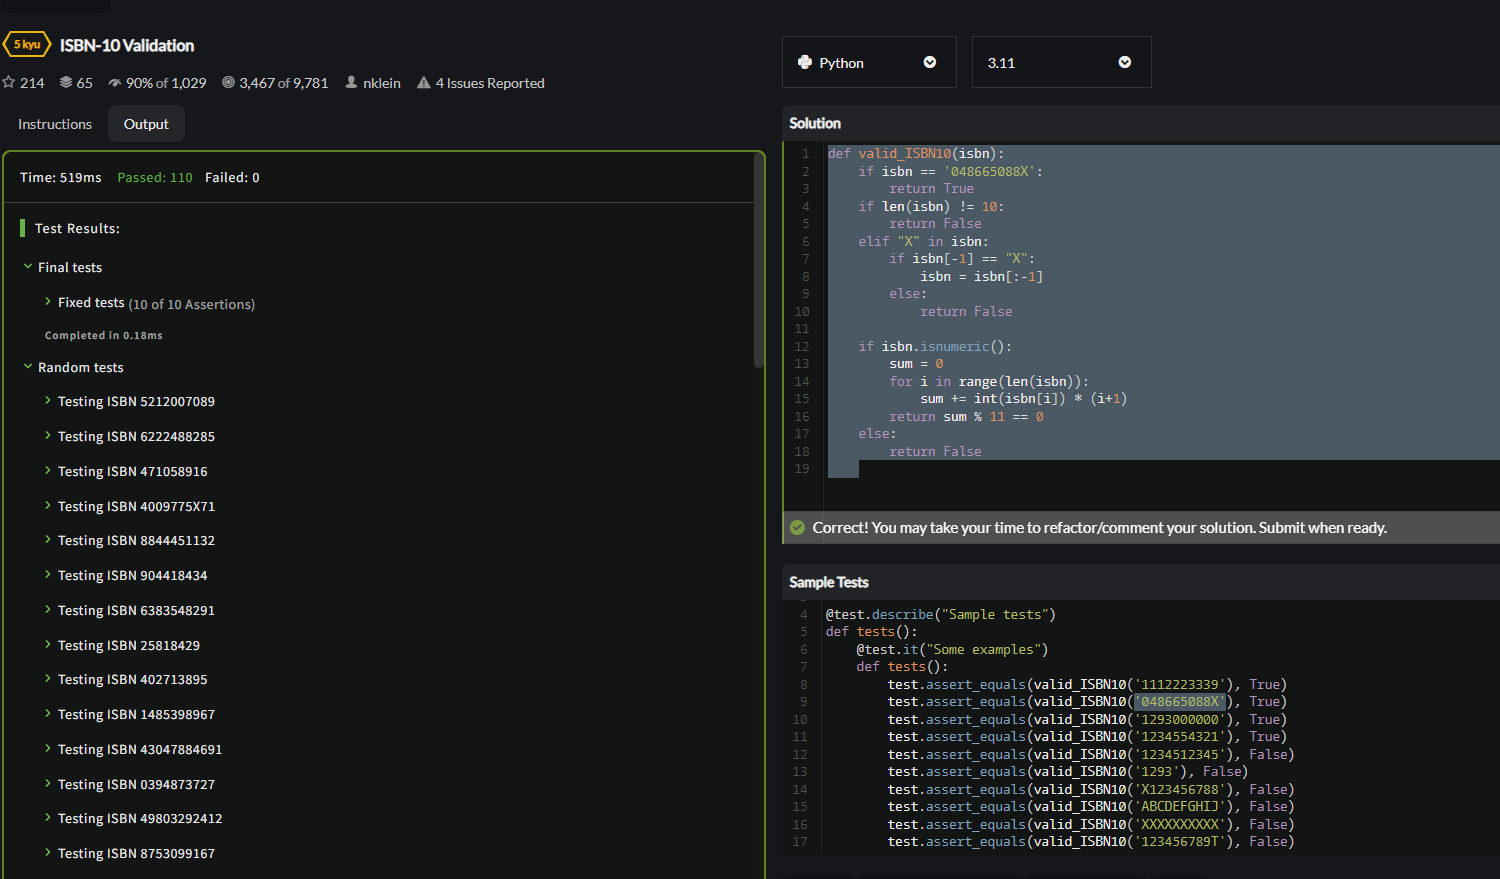 5 kyu ISBN-10 Validation
214 65 90% of 1,029 3,467 of 9,781 nklein 4 Issues Reported
Instructions Output
Time: 519ms Passed: 110 Failed: 0
Test Results:
Final tests
Fixed tests (10 of 10 Assertions)
Completed in 0.18ms
Random tests
Testing ISBN 5212007089
Testing ISBN 6222488285
Testing ISBN 471058916
Testing ISBN 4009775X71
Testing ISBN 8844451132
Testing ISBN 904418434
Testing ISBN 6383548291
Testing ISBN 25818429
Testing ISBN 402713895
Testing ISBN 1485398967
Testing ISBN 43047884691
Testing ISBN 0394873727
Testing ISBN 49803292412
Testing ISBN 8753099167
Python 3.11
Solution
1 def valid_ISBN10(isbn):
2     if isbn == '048665088X':
3         return True
4     if len(isbn) != 10:
5         return False
6     elif "X" in isbn:
7         if isbn[-1] == "X":
8             isbn = isbn[:-1]
9         else:
10             return False
11
12     if isbn.isnumeric():
13         sum = 0
14         for i in range(len(isbn)):
15             sum += int(isbn[i]) * (i+1)
16         return sum % 11 == 0
17     else:
18         return False
19
Correct! You may take your time to refactor/comment your solution. Submit when ready.
Sample Tests
4 @test.describe("Sample tests")
5 def tests():
6     @test.it("Some examples")
7     def tests():
8         test.assert_equals(valid_ISBN10('1112223339'), True)
9         test.assert_equals(valid_ISBN10('048665088X'), True)
10         test.assert_equals(valid_ISBN10('1293000000'), True)
11         test.assert_equals(valid_ISBN10('1234554321'), True)
12         test.assert_equals(valid_ISBN10('1234512345'), False)
13         test.assert_equals(valid_ISBN10('1293'), False)
14         test.assert_equals(valid_ISBN10('X123456788'), False)
15         test.assert_equals(valid_ISBN10('ABCDEFGHIJ'), False)
16         test.assert_equals(valid_ISBN10('XXXXXXXXXX'), False)
17         test.assert_equals(valid_ISBN10('123456789T'), False)